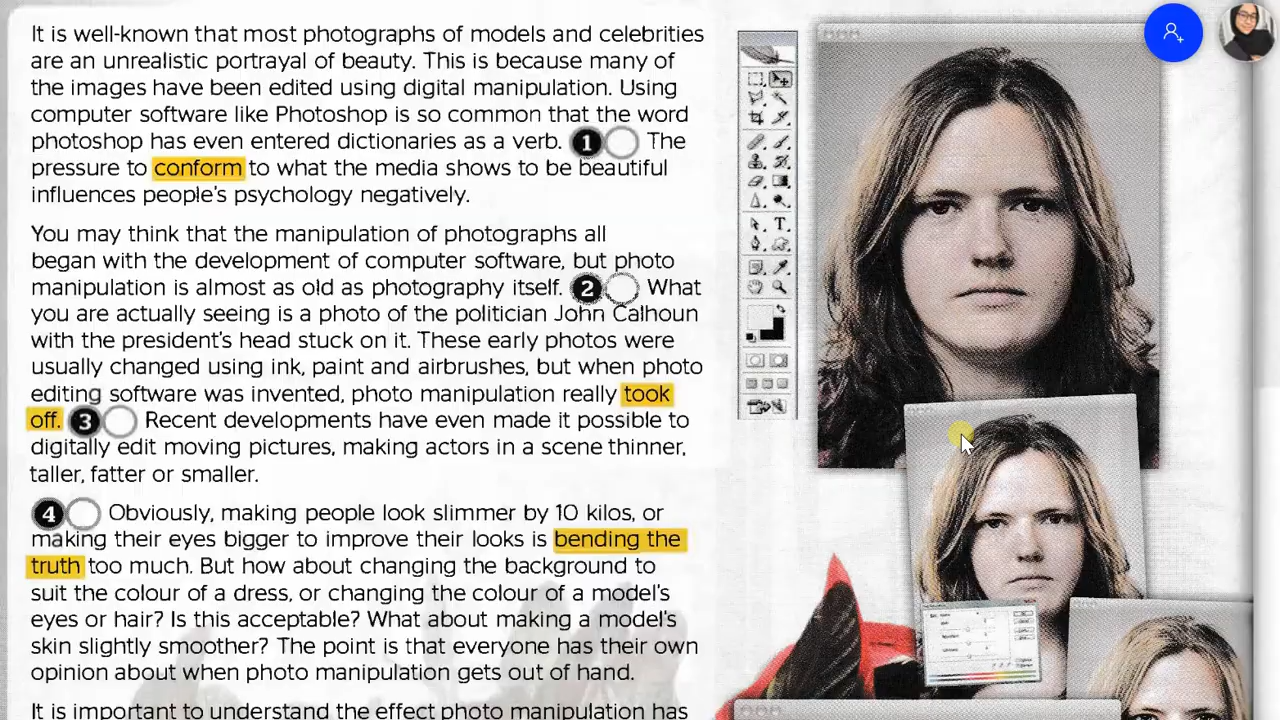 It is well-known that most photographs of models and celebrities
are an unrealistic portrayal of beauty. This is because many of
the images have been edited using digital manipulation. Using
computer software like Photoshop is so common that the word
photoshop has even entered dictionaries as a verb. 1 The
pressure to conform to what the media shows to be beautiful
influences people's psychology negatively.
You may think that the manipulation of photographs all
began with the development of computer software, but photo
manipulation is almost as old as photography itself. 2 What
you are actually seeing is a photo of the politician John Calhoun
with the president's head stuck on it. These early photos were
usually changed using ink, paint and airbrushes, but when photo
editing software was invented, photo manipulation really took
off. 3 Recent developments have even made it possible to
digitally edit moving pictures, making actors in a scene thinner,
taller, fatter or smaller.
4 Obviously, making people look slimmer by 10 kilos, or
making their eyes bigger to improve their looks is bending the
truth too much. But how about changing the background to
suit the colour of a dress, or changing the colour of a model's
eyes or hair? Is this acceptable? What about making a model's
skin slightly smoother? The point is that everyone has their own
opinion about when photo manipulation gets out of hand.
It is important to understand the effect photo manipulation has